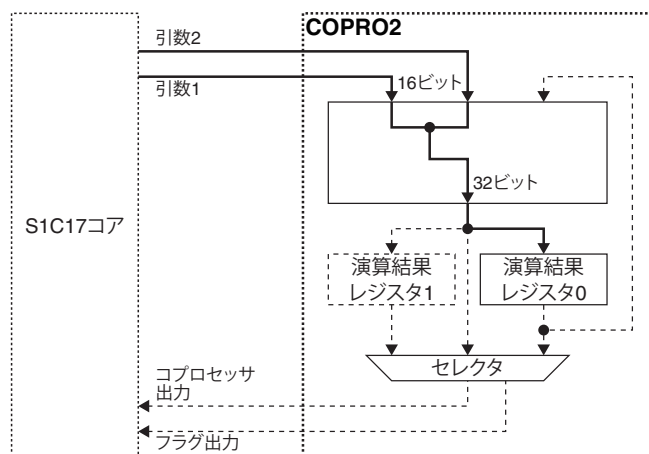 COPRO2
引数2
引数1
16ビット
32ビット
S1C17コア
演算結果
レジスタ1
演算結果
レジスタ0
セレクタ
コプロセッサ
出力
フラグ出力